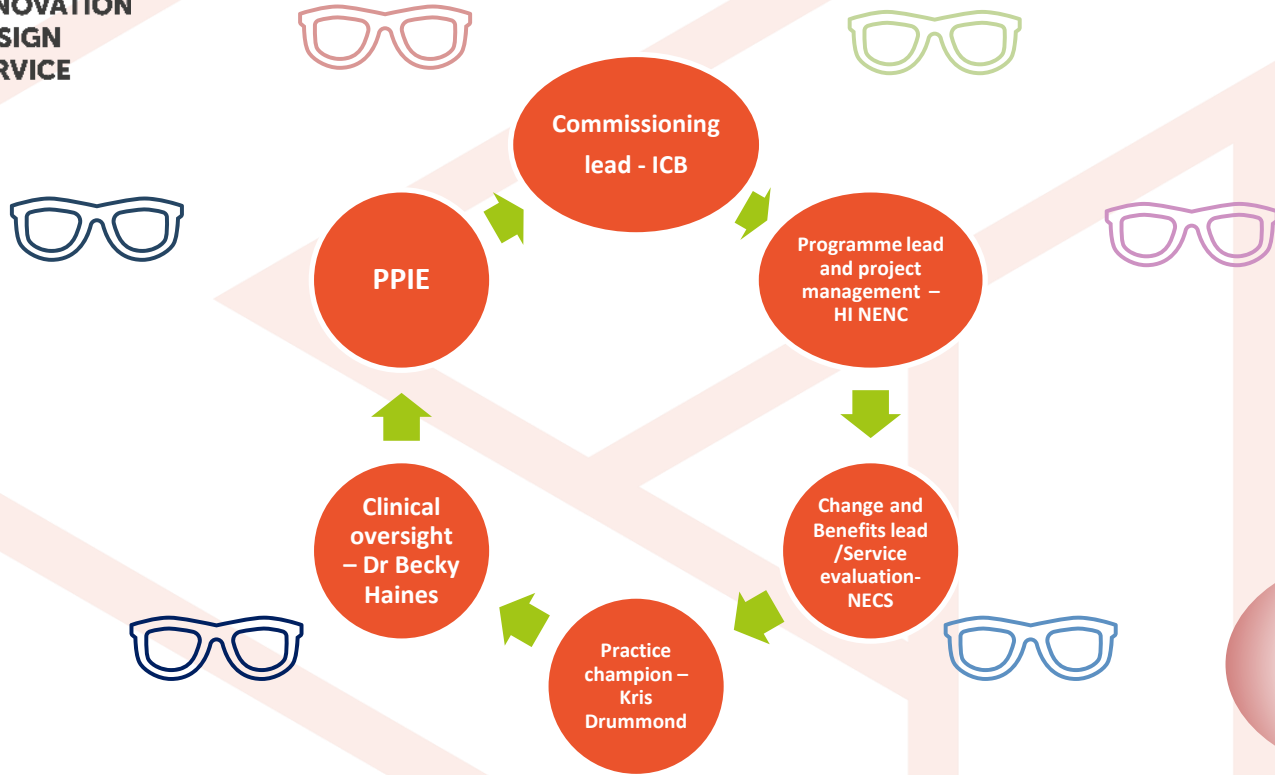 NOVATION
SIGN
RVICE
Commissioning
lead - ICB
Programme lead
and project
management –
HI NENC
PPIE
Change and
Benefits lead
/Service
evaluation-
NECS
Clinical
oversight
– Dr Becky
Haines
Practice
champion –
Kris
Drummond